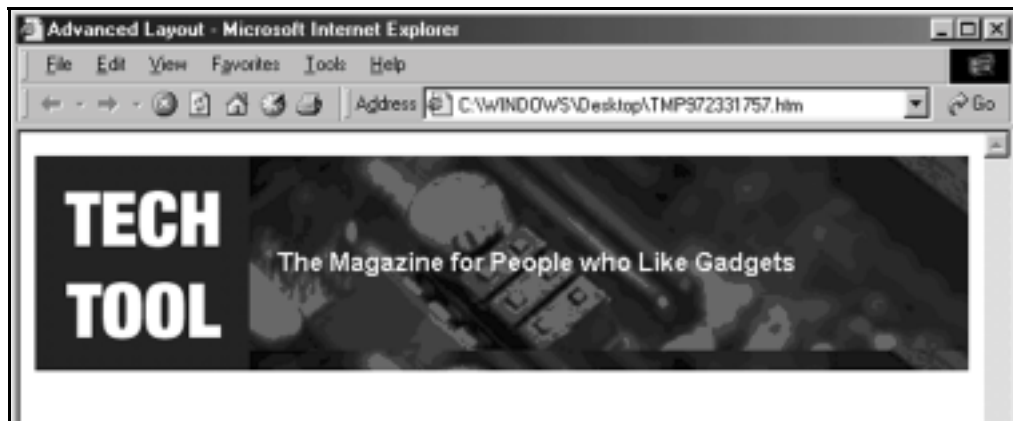 Advanced Layout - Microsoft Internet Explorer
File Edit View Favorites Tools Help
Address C:\WINDOWS\Desktop\TMP972331757.htm Go
TECH
TOOL
The Magazine for People who Like Gadgets